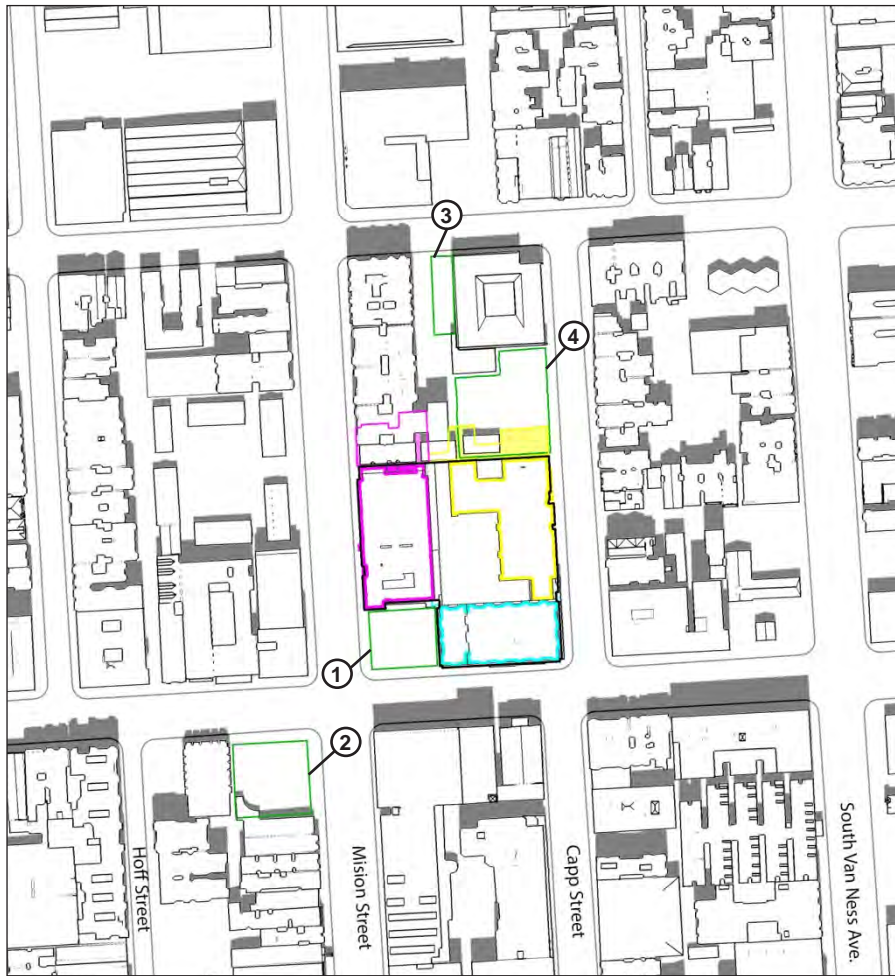 3
4
1
2
Hoff Street
Mision Street
Capp Street
South Van Ness Ave.